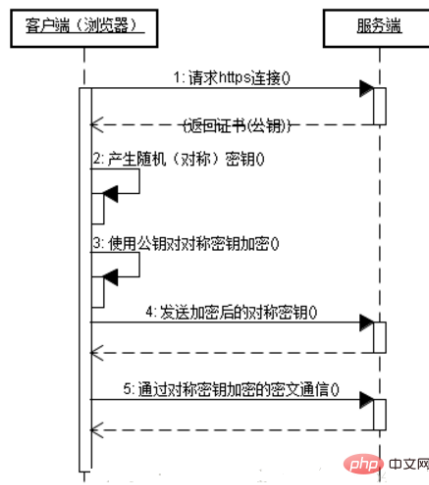 客户端（浏览器）
服务端
1: 请求https连接()
(返回证书(公钥))
2: 产生随机（对称）密钥()
3: 使用公钥对对称密钥加密()
4: 发送加密后的对称密钥()
5: 通过对称密钥加密的密文通信()
php 中文网